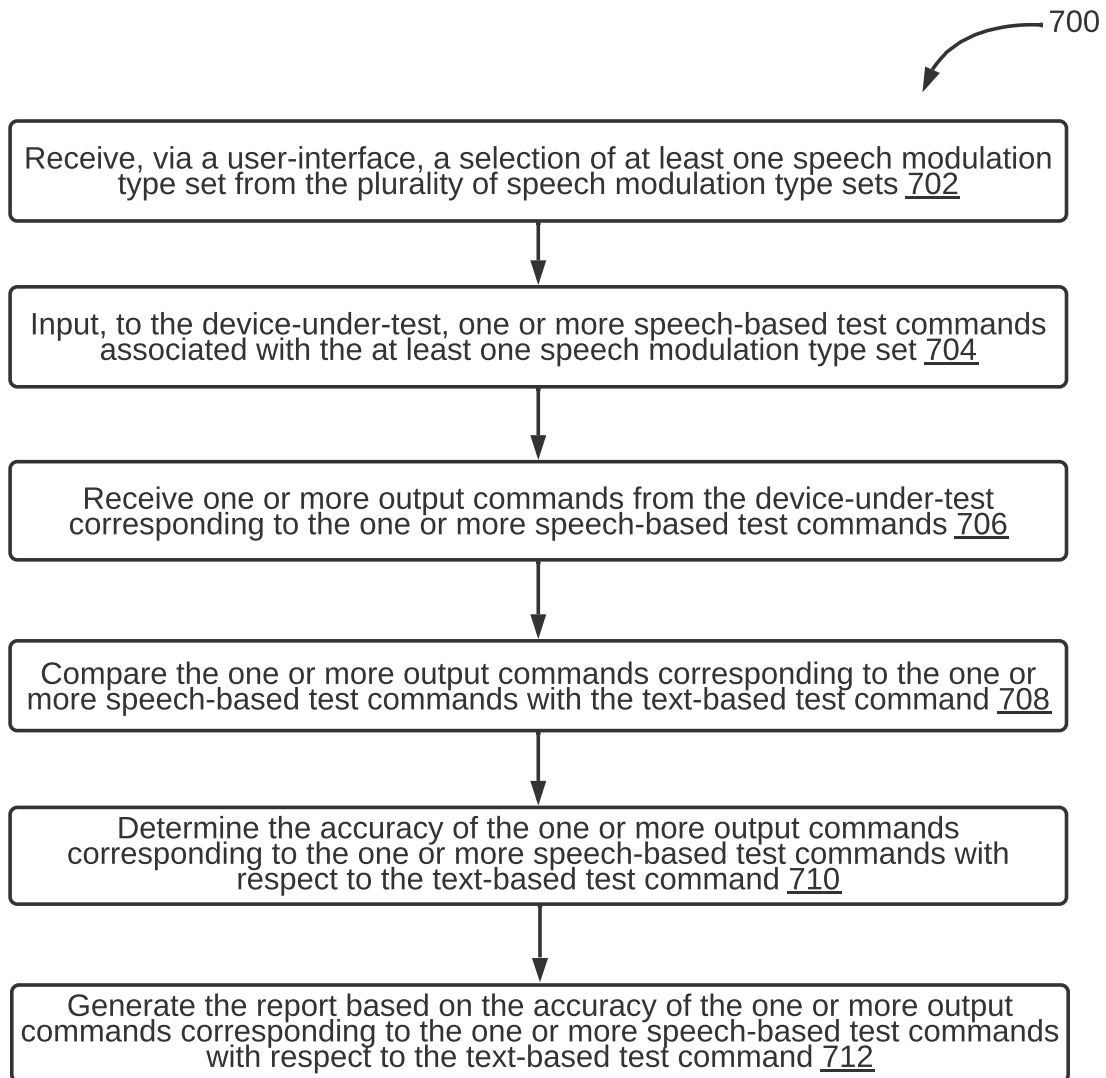 700
Receive, via a user-interface, a selection of at least one speech modulation
type set from the plurality of speech modulation type sets 702
Input, to the device-under-test, one or more speech-based test commands
associated with the at least one speech modulation type set 704
Receive one or more output commands from the device-under-test
corresponding to the one or more speech-based test commands 706
Compare the one or more output commands corresponding to the one or
more speech-based test commands with the text-based test command 708
Determine the accuracy of the one or more output commands
corresponding to the one or more speech-based test commands with
respect to the text-based test command 710
Generate the report based on the accuracy of the one or more output
commands corresponding to the one or more speech-based test commands
with respect to the text-based test command 712